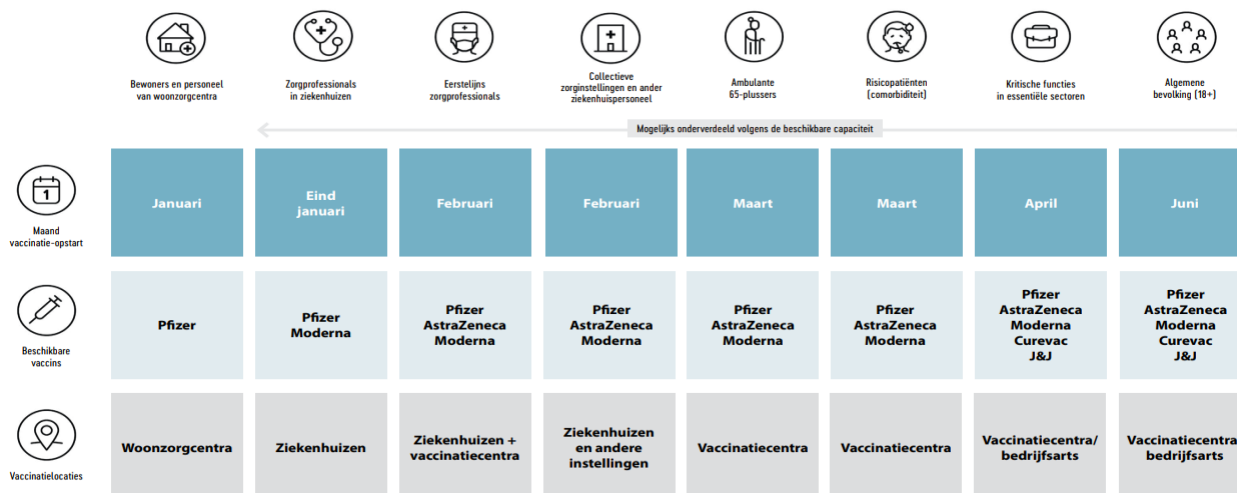 Bewoners en personeel
van woonzorgcentra
Zorgprofessionals
in ziekenhuizen
Eerstelijns
zorgprofessionals
Collectieve
zorginstellingen en ander
ziekenhuispersoneel
Ambulante
65-plussers
Risicopatiënten
(comorbiditeit)
Kritische functies
in essentiële sectoren
Algemene
bevolking (18+)
Mogelijks onderverdeeld volgens de beschikbare capaciteit
1
Maand
vaccinatie-opstart
Januari
Eind
januari
Februari
Februari
Maart
Maart
April
Juni
Beschikbare
vaccins
Pfizer
Pfizer
Moderna
Pfizer
AstraZeneca
Moderna
Pfizer
AstraZeneca
Moderna
Pfizer
AstraZeneca
Moderna
Pfizer
AstraZeneca
Moderna
Pfizer
AstraZeneca
Moderna
Curevac
J&J
Pfizer
AstraZeneca
Moderna
Curevac
J&J
Vaccinatielocaties
Woonzorgcentra
Ziekenhuizen
Ziekenhuizen +
vaccinatiecentra
Ziekenhuizen
en andere
instellingen
Vaccinatiecentra
Vaccinatiecentra
Vaccinatiecentra/
bedrijfsarts
Vaccinatiecentra
bedrijfsarts